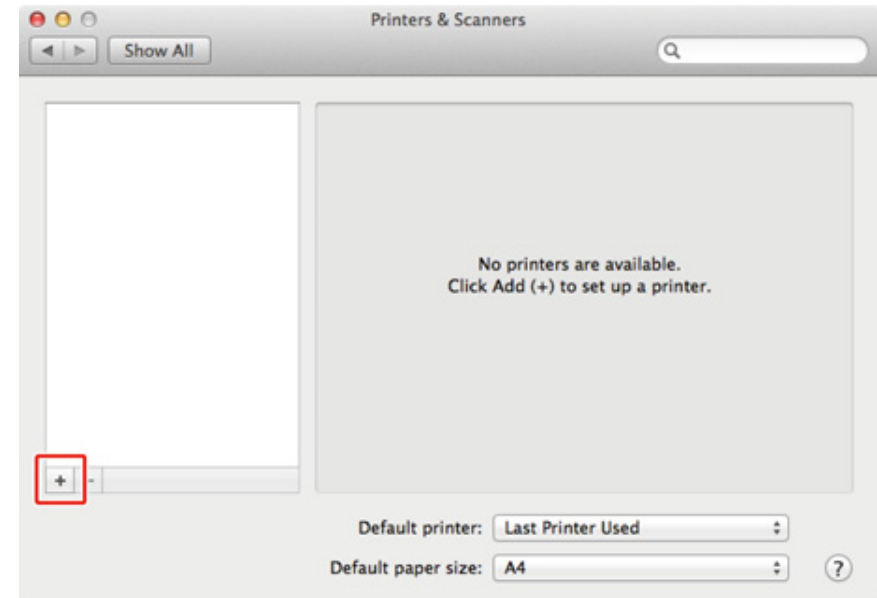 Printers & Scanners
Show All
No printers are available.
Click Add (+) to set up a printer.
+ -
Default printer: Last Printer Used
Default paper size: A4 ?